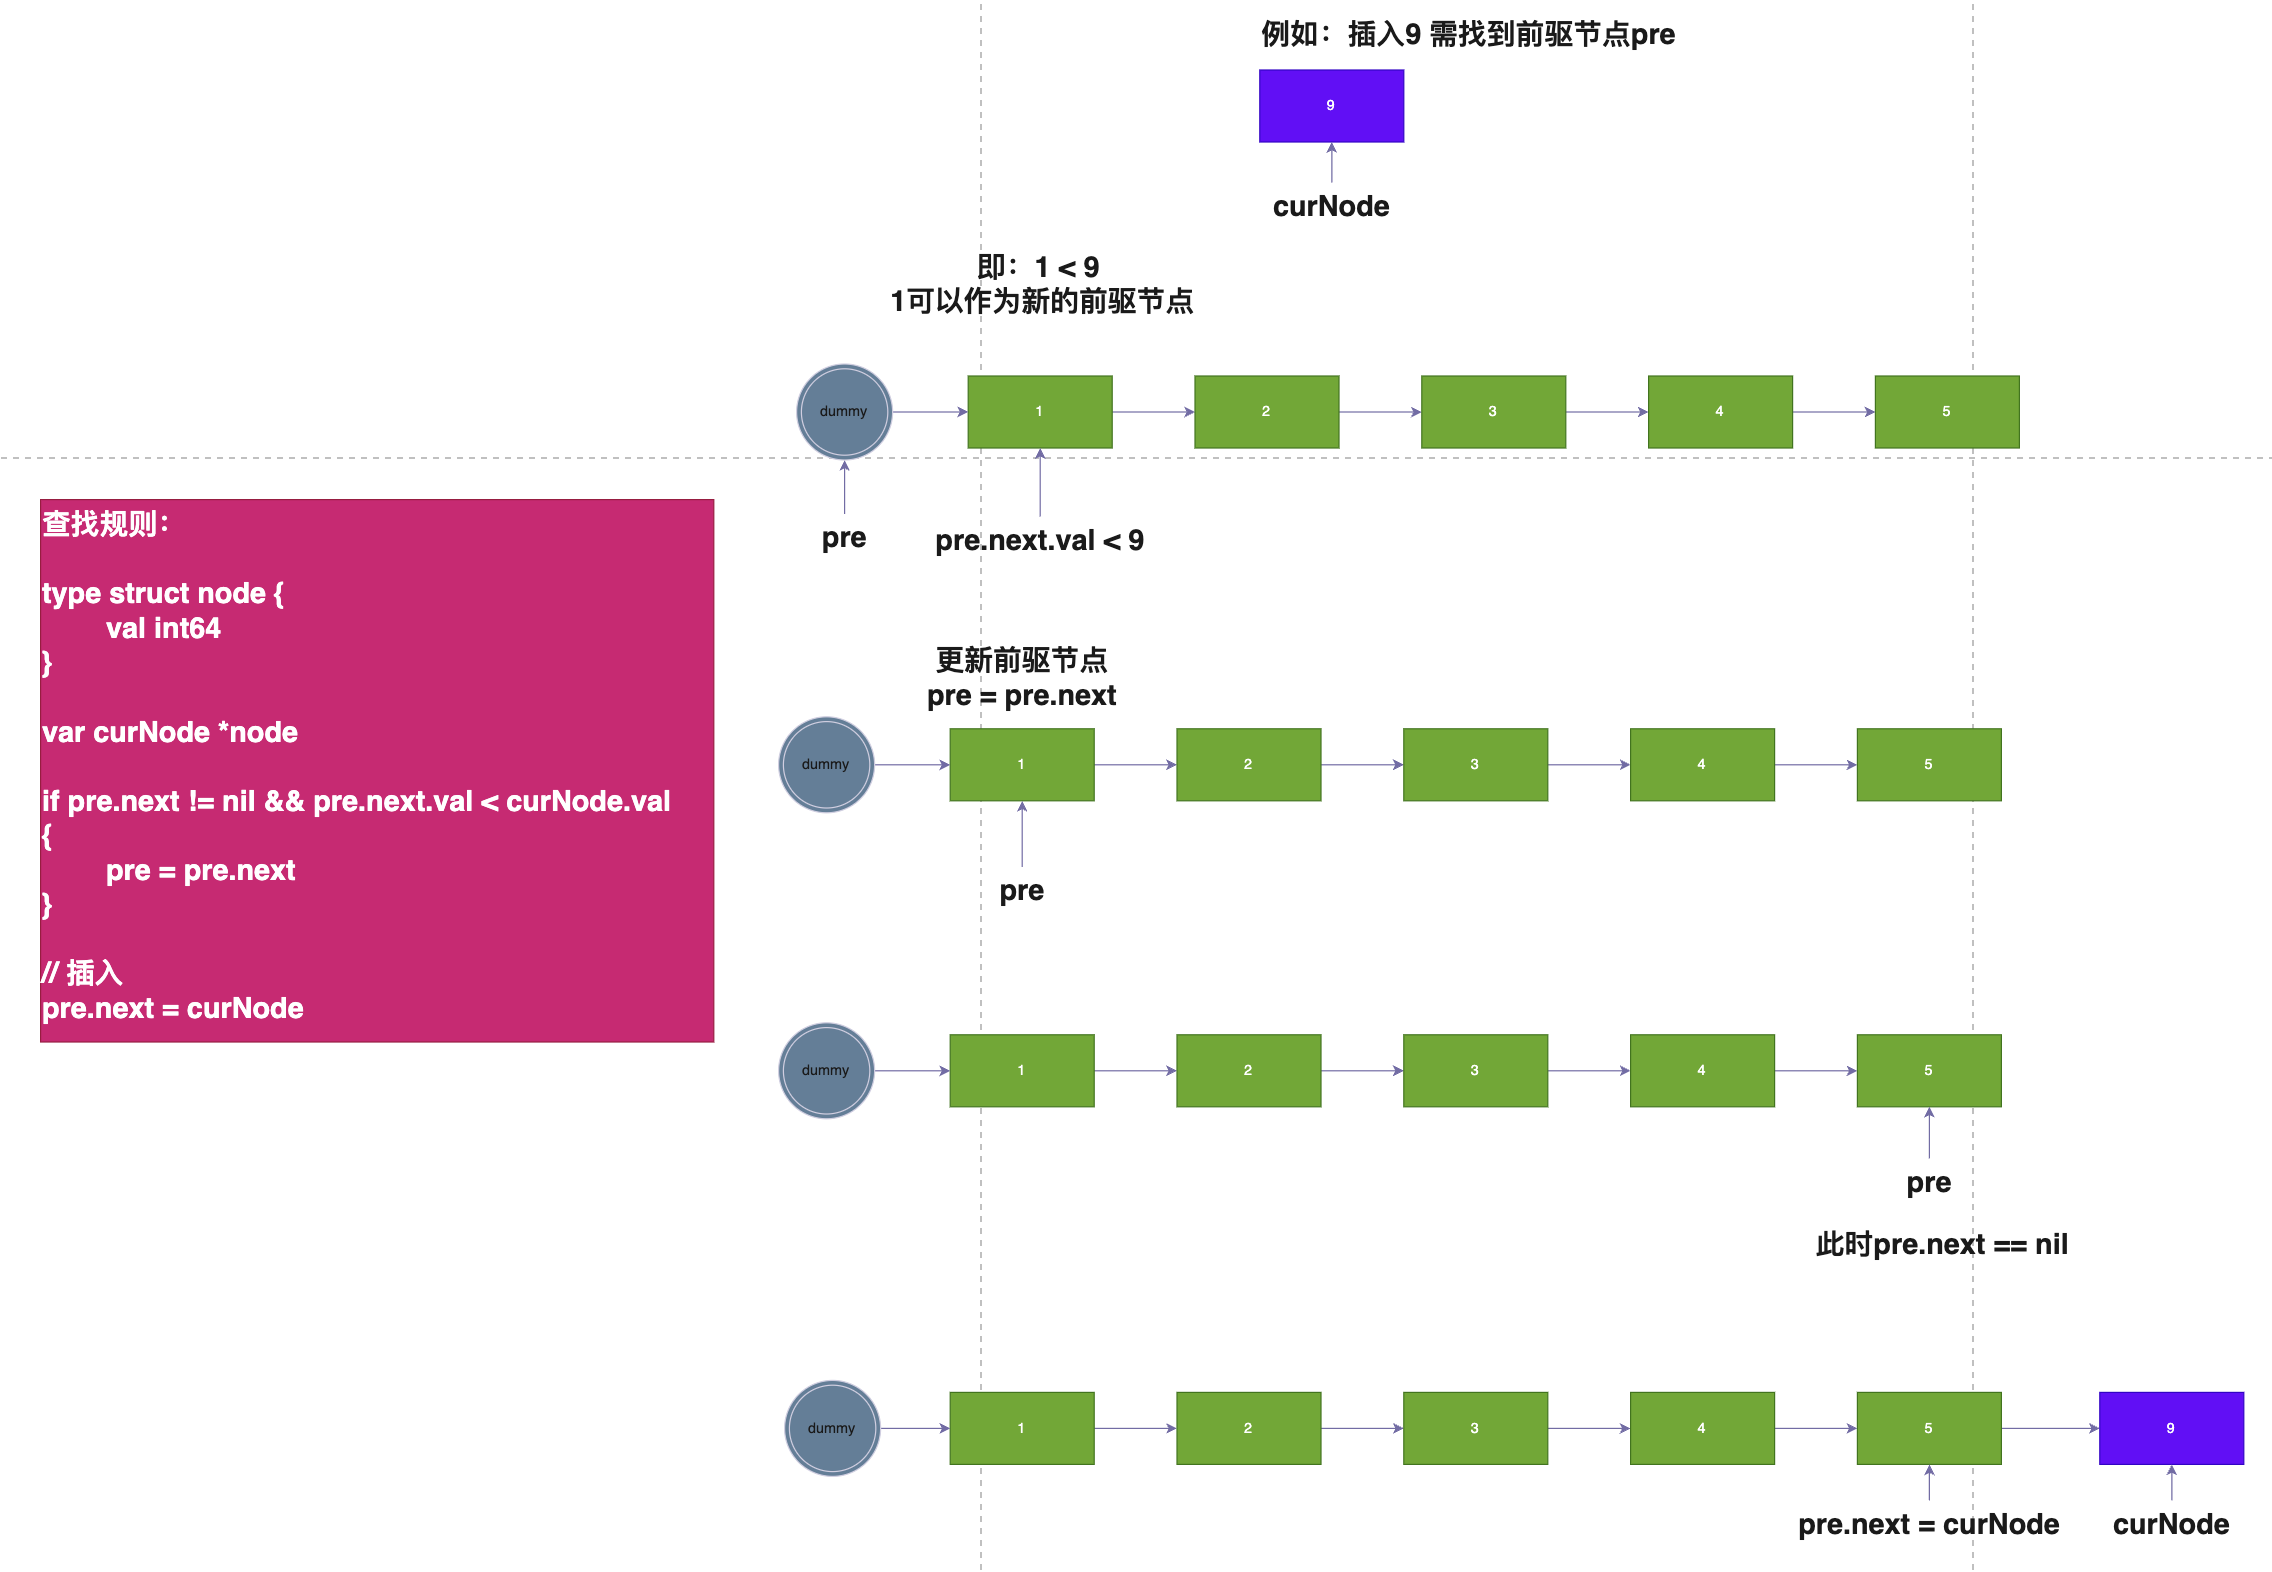 例如：插入9 需找到前驱节点pre
9
curNode
即：1 < 9
1可以作为新的前驱节点
dummy
1
2
3
4
5
pre
pre.next.val < 9
查找规则：
type struct node {
val int64
}
var curNode *node
if pre.next != nil && pre.next.val < curNode.val
{
pre = pre.next
}
// 插入
pre.next = curNode
更新前驱节点
pre = pre.next
dummy
1
2
3
4
5
pre
dummy
1
2
3
4
5
pre
此时pre.next == nil
dummy
1
2
3
4
5
9
pre.next = curNode
curNode